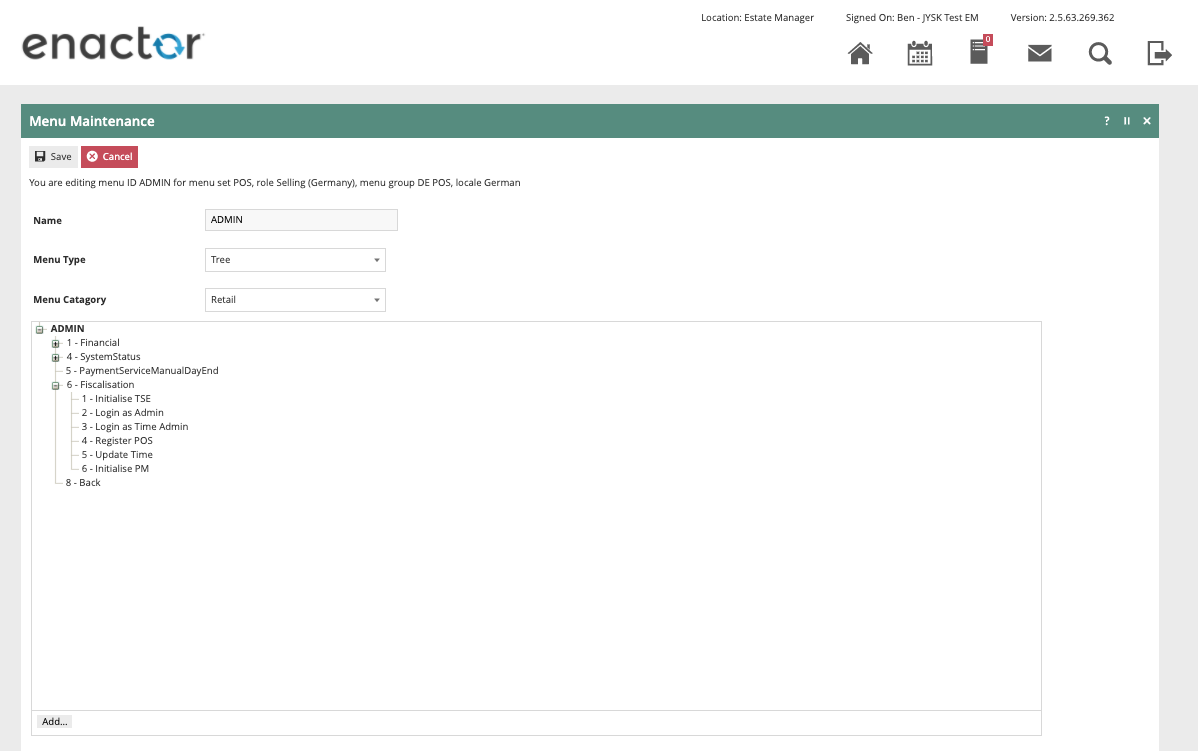 Location: Estate Manager Signed On: Ben - JYSK Test EM Version: 2.5.63.269.362
enactor
0
Menu Maintenance
?
Save Cancel
You are editing menu ID ADMIN for menu set POS, role Selling (Germany), menu group DE POS, locale German
Name ADMIN
Menu Type Tree
Menu Catagory Retail
ADMIN
1 - Financial
4 - SystemStatus
5 - PaymentServiceManualDayEnd
6 - Fiscalisation
1 - Initialise TSE
2 - Login as Admin
3 - Login as Time Admin
4 - Register POS
5 - Update Time
6 - Initialise PM
8 - Back
Add...